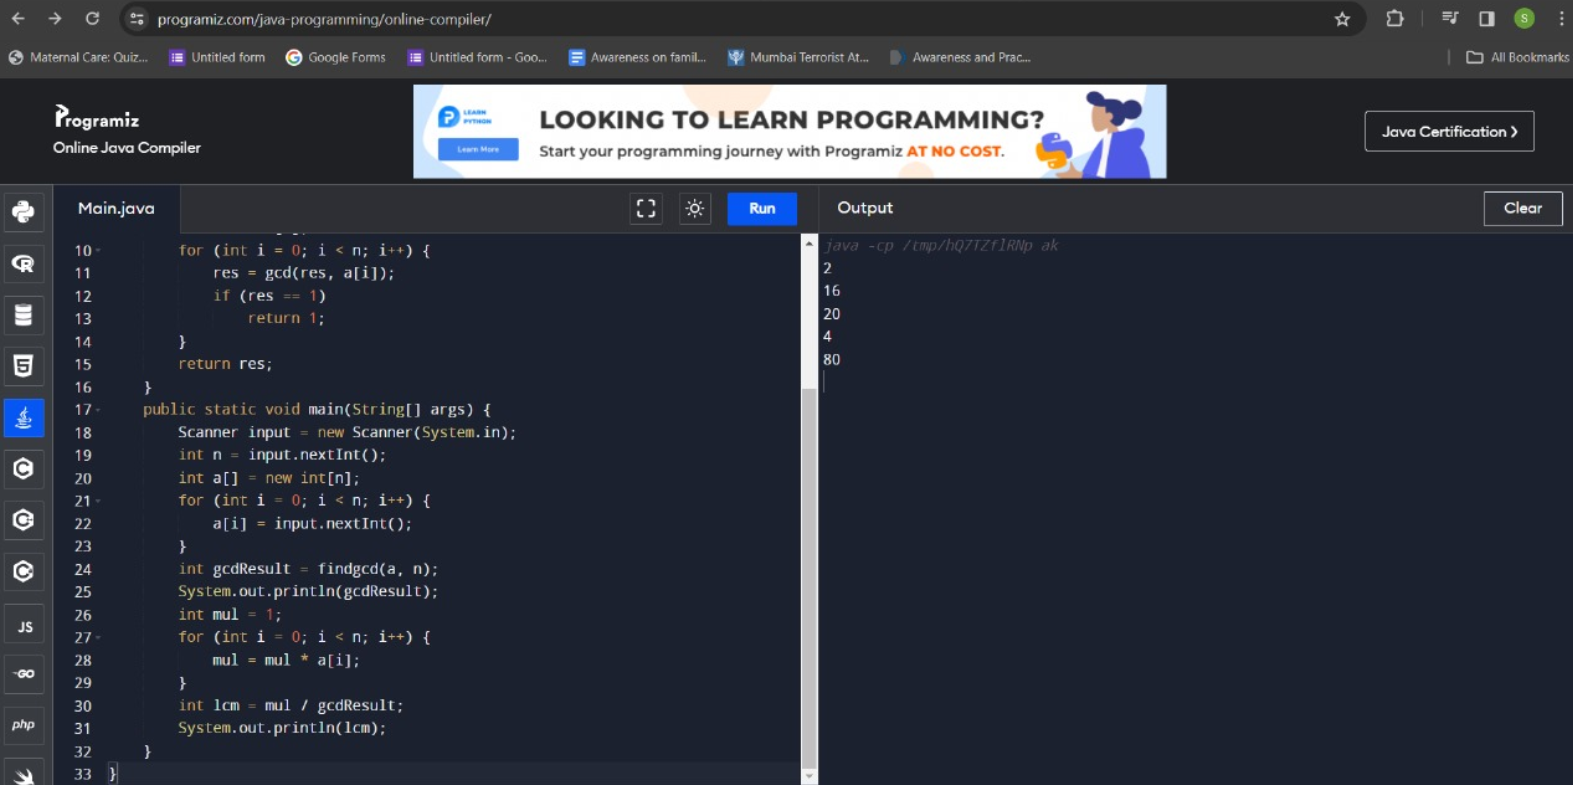 programiz.com/java-programming/online-compiler/
S
Maternal Care: Quiz...
Untitled form
Google Forms
Untitled form - Goo...
Awareness on famil...
Mumbai Terrorist At...
Awareness and Prac...
All Bookmarks
Programiz
Online Java Compiler
LEARN
PYTHON
Learn More
LOOKING TO LEARN PROGRAMMING?
Start your programming journey with Programiz AT NO COST.
Java Certification >
Main.java
Run
Output
Clear
10 for (int i = 0; i < n; i++) {
11 res = gcd(res, a[i]);
12 if (res == 1)
13 return 1;
14 }
15 return res;
16 }
17 public static void main(String[] args) {
18 Scanner input = new Scanner(System.in);
19 int n = input.nextInt();
20 int a[] = new int[n];
21 for (int i = 0; i < n; i++) {
22 a[i] = input.nextInt();
23 }
24 int gcdResult = findgcd(a, n);
25 System.out.println(gcdResult);
26 int mul = 1;
27 for (int i = 0; i < n; i++) {
28 mul = mul * a[i];
29 }
30 int lcm = mul / gcdResult;
31 System.out.println(lcm);
32 }
33 }
java -cp /tmp/hQ7TZflRNp ak
2
16
20
4
80
R
5
C
C
C
JS
GO
php